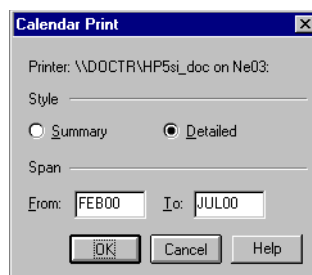 Calendar Print
Printer: \\DOCTR\HP5si_doc on Ne03:
Style
Summary Detailed
Span
From: FEB00 To: JUL00
OK Cancel Help